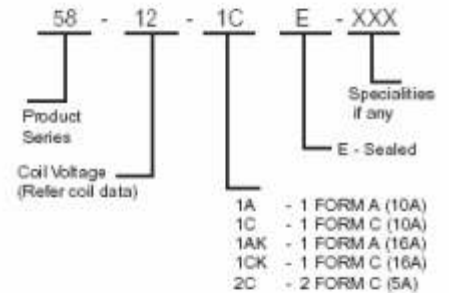 58 - 12 - 1C E - XXX
Specialities
if any
Product
Series
E - Sealed
Coil Voltage
(Refer coil data)
1A - 1 FORM A (10A)
1C - 1 FORM C (10A)
1AK - 1 FORM A (16A)
1CK - 1 FORM C (16A)
2C - 2 FORM C (5A)